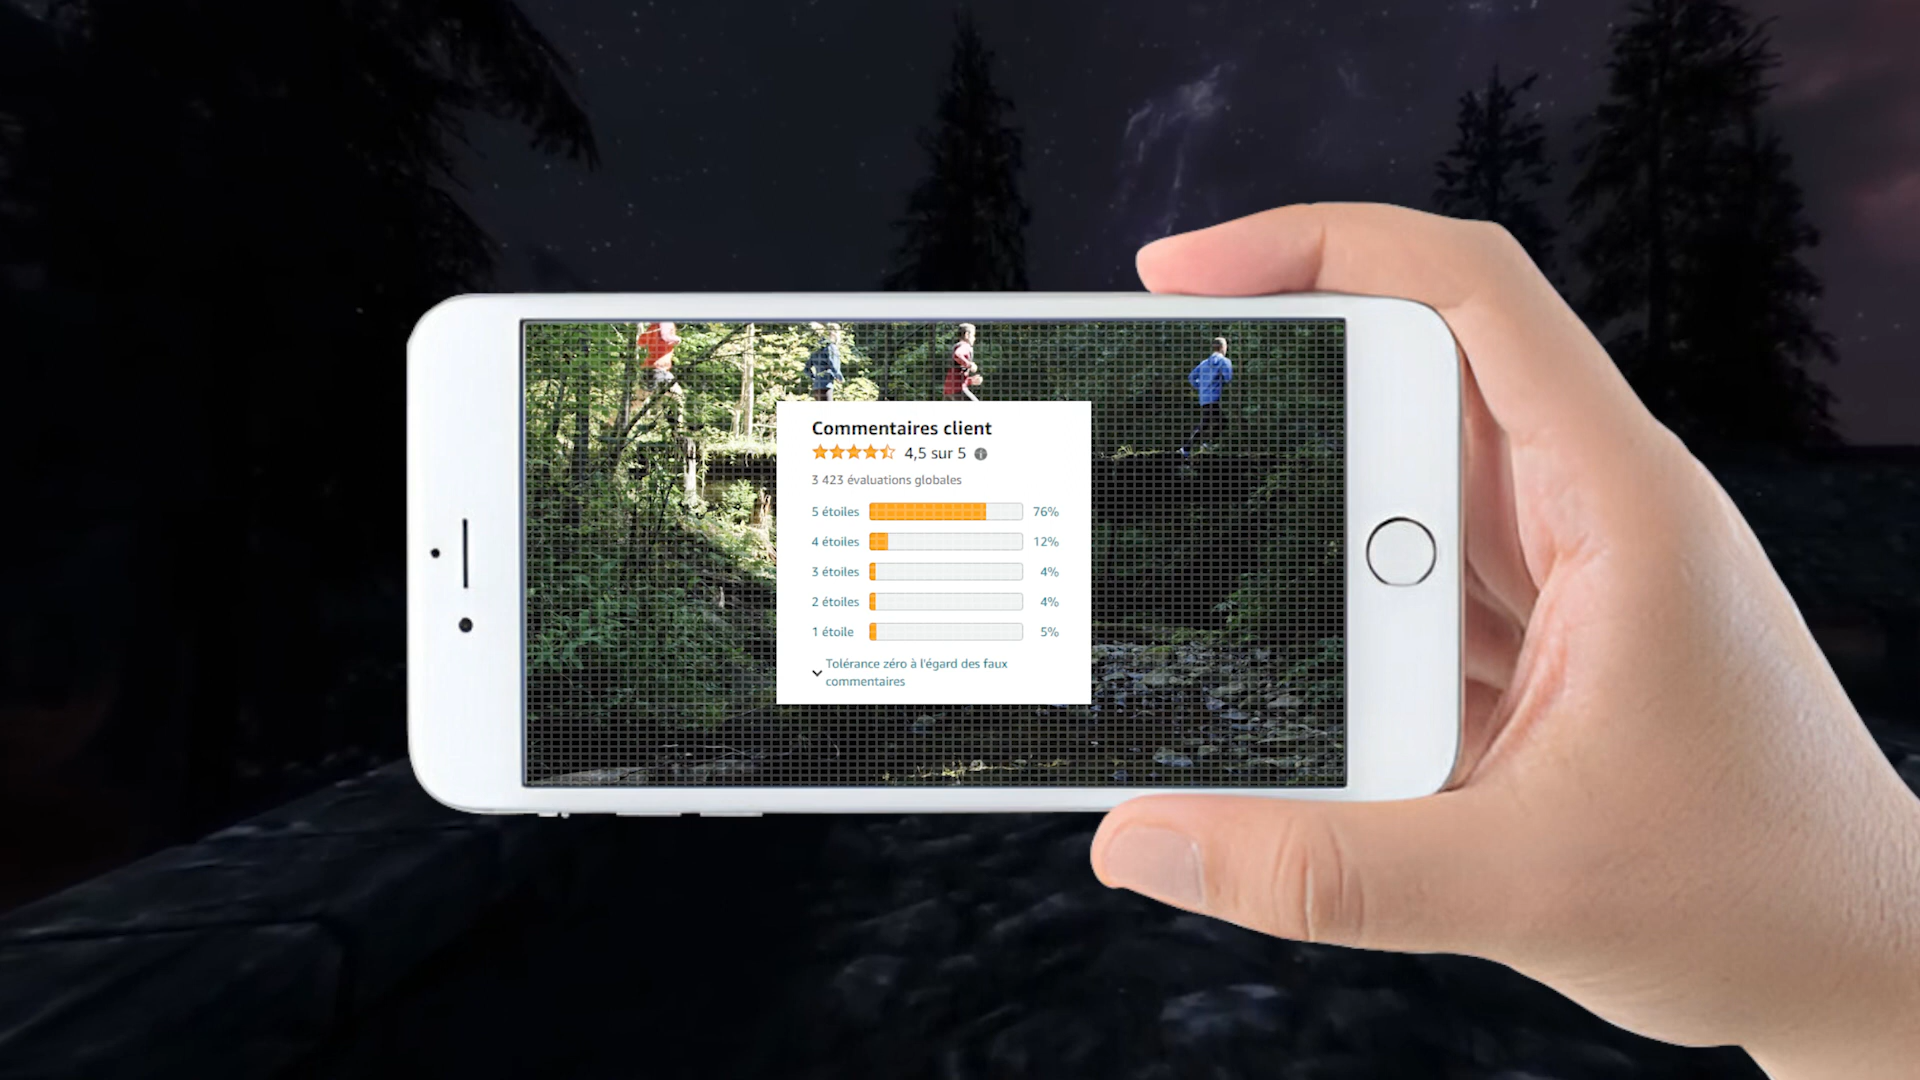 Commentaires client
4,5 sur 5
3 423 évaluations globales
5 étoiles 76%
4 étoiles 12%
3 étoiles 4%
2 étoiles 4%
1 étoile 5%
Tolérance zéro à l'égard des faux
commentaires